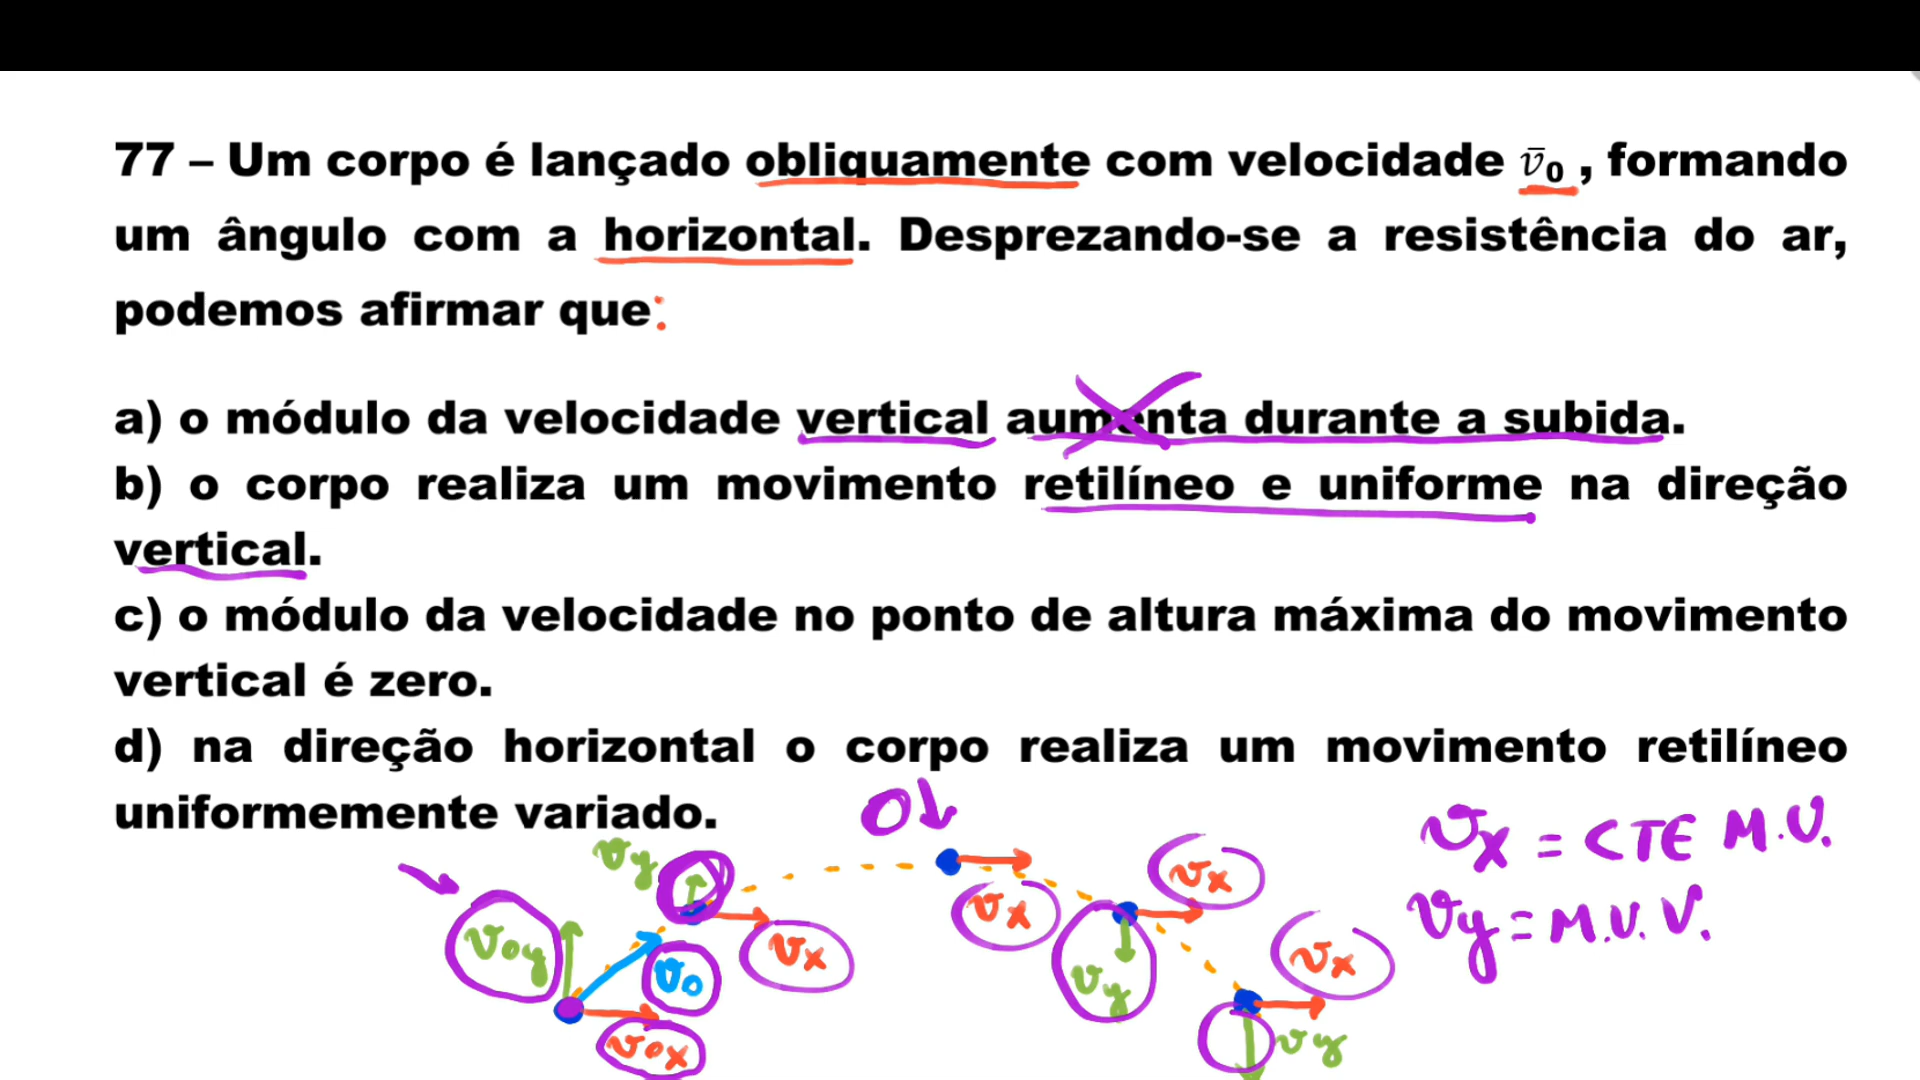 77 – Um corpo é lançado obliquamente com velocidade v̄₀ , formando
um ângulo com a horizontal. Desprezando-se a resistência do ar,
podemos afirmar que:
a) o módulo da velocidade vertical aumenta durante a subida.
b) o corpo realiza um movimento retilíneo e uniforme na direção
vertical.
c) o módulo da velocidade no ponto de altura máxima do movimento
vertical é zero.
d) na direção horizontal o corpo realiza um movimento retilíneo
uniformemente variado.
0
vx = CTE M.U.
vy
vx
vx
vy = M.U.V.
v0y
vx
vx
v0
vy
v0x
vy